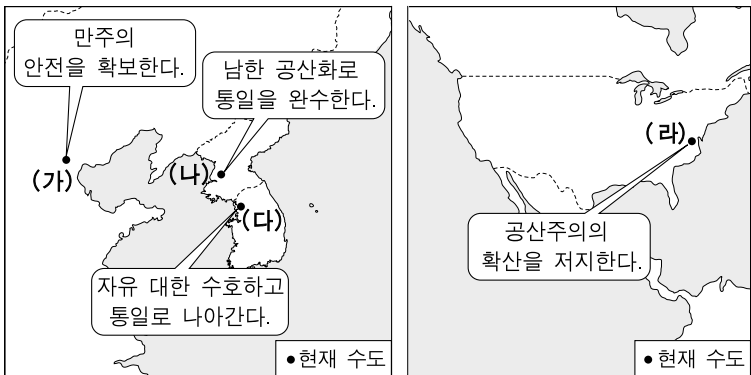 만주의
안전을 확보한다.
남한 공산화로
통일을 완수한다.
(가)
(나)
(다)
자유 대한 수호하고
통일로 나아간다.
●현재 수도
(라)
공산주의의
확산을 저지한다.
●현재 수도